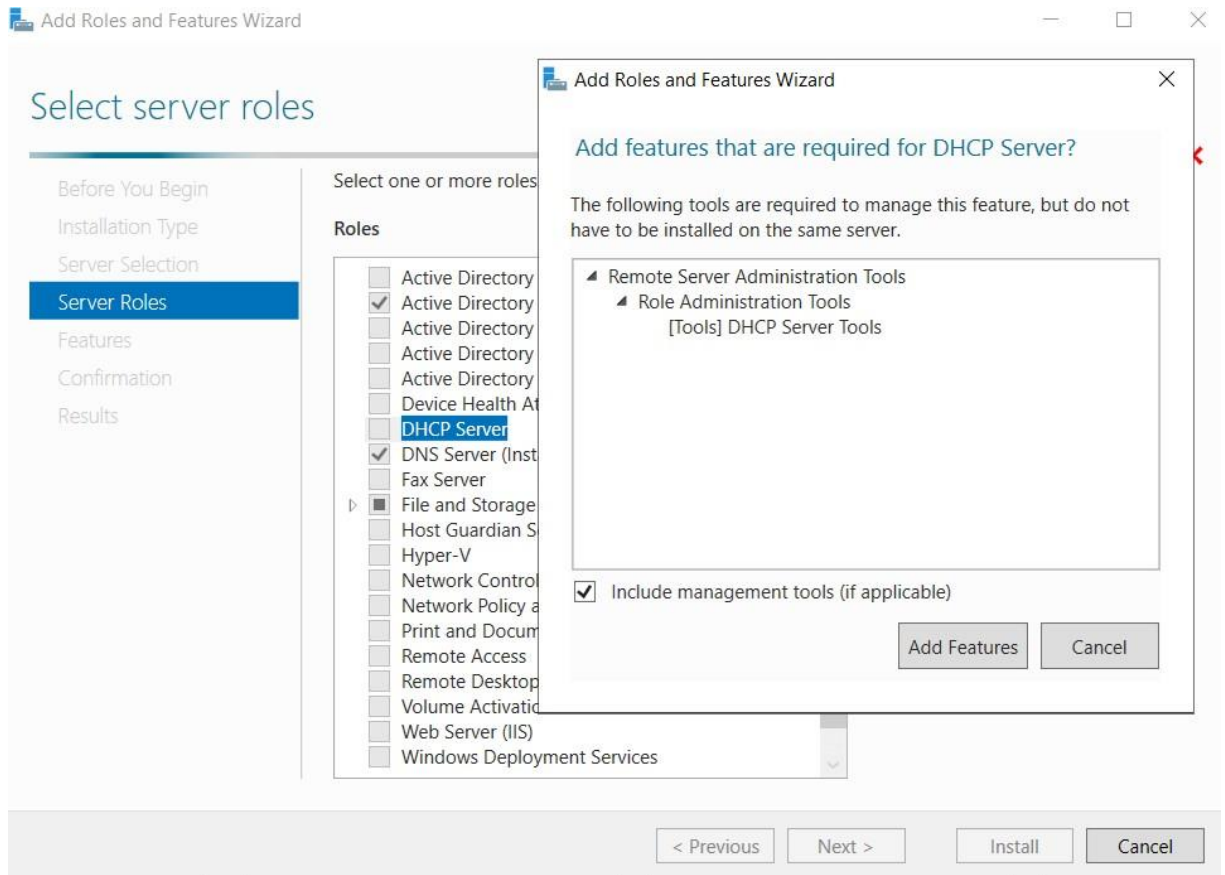 Add Roles and Features Wizard
Select server roles
Before You Begin
Installation Type
Server Selection
Server Roles
Features
Confirmation
Results
Select one or more roles
Roles
Active Directory
Active Directory
Active Directory
Active Directory
Active Directory
Device Health At
DHCP Server
DNS Server (Inst
Fax Server
File and Storage
Host Guardian S
Hyper-V
Network Control
Network Policy a
Print and Docum
Remote Access
Remote Desktop
Volume Activatio
Web Server (IIS)
Windows Deployment Services
Add Roles and Features Wizard
Add features that are required for DHCP Server?
The following tools are required to manage this feature, but do not
have to be installed on the same server.
Remote Server Administration Tools
Role Administration Tools
[Tools] DHCP Server Tools
Include management tools (if applicable)
Add Features
Cancel
< Previous
Next >
Install
Cancel